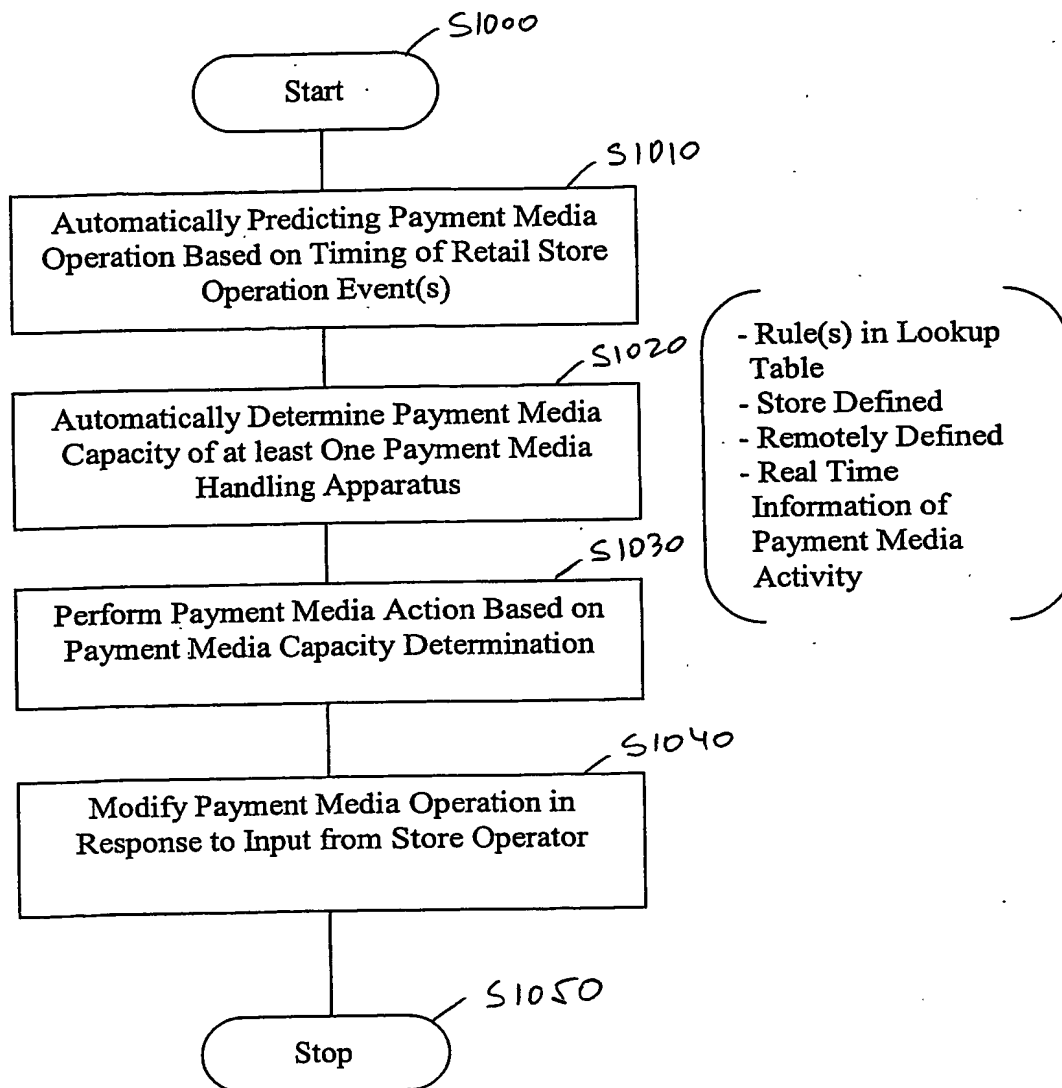 S1000
Start
S1010
Automatically Predicting Payment Media
Operation Based on Timing of Retail Store
Operation Event(s)
S1020
Automatically Determine Payment Media
Capacity of at least One Payment Media
Handling Apparatus
- Rule(s) in Lookup
Table
- Store Defined
- Remotely Defined
- Real Time
Information of
Payment Media
Activity
S1030
Perform Payment Media Action Based on
Payment Media Capacity Determination
S1040
Modify Payment Media Operation in
Response to Input from Store Operator
S1050
Stop